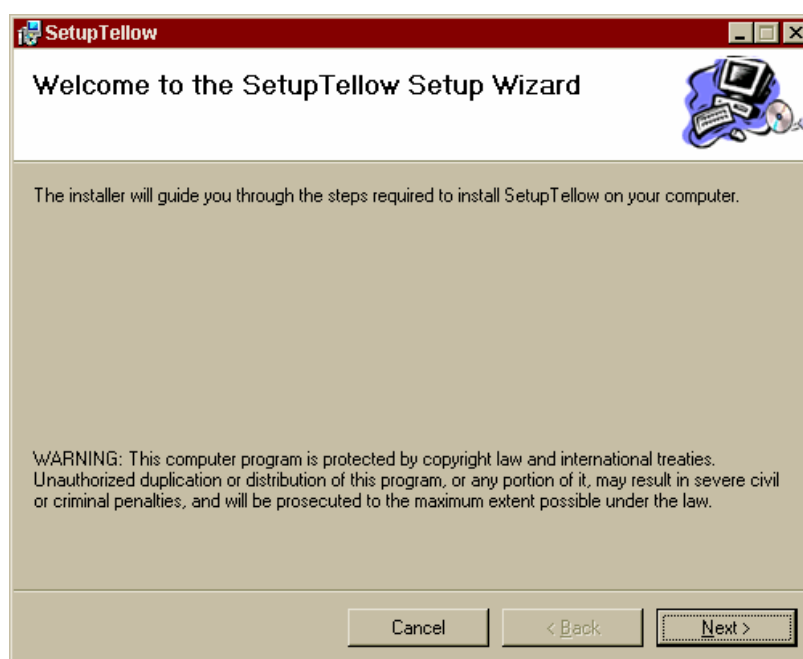 SetupTellow
Welcome to the SetupTellow Setup Wizard
The installer will guide you through the steps required to install SetupTellow on your computer.
WARNING: This computer program is protected by copyright law and international treaties.
Unauthorized duplication or distribution of this program, or any portion of it, may result in severe civil
or criminal penalties, and will be prosecuted to the maximum extent possible under the law.
Cancel
< Back
Next >